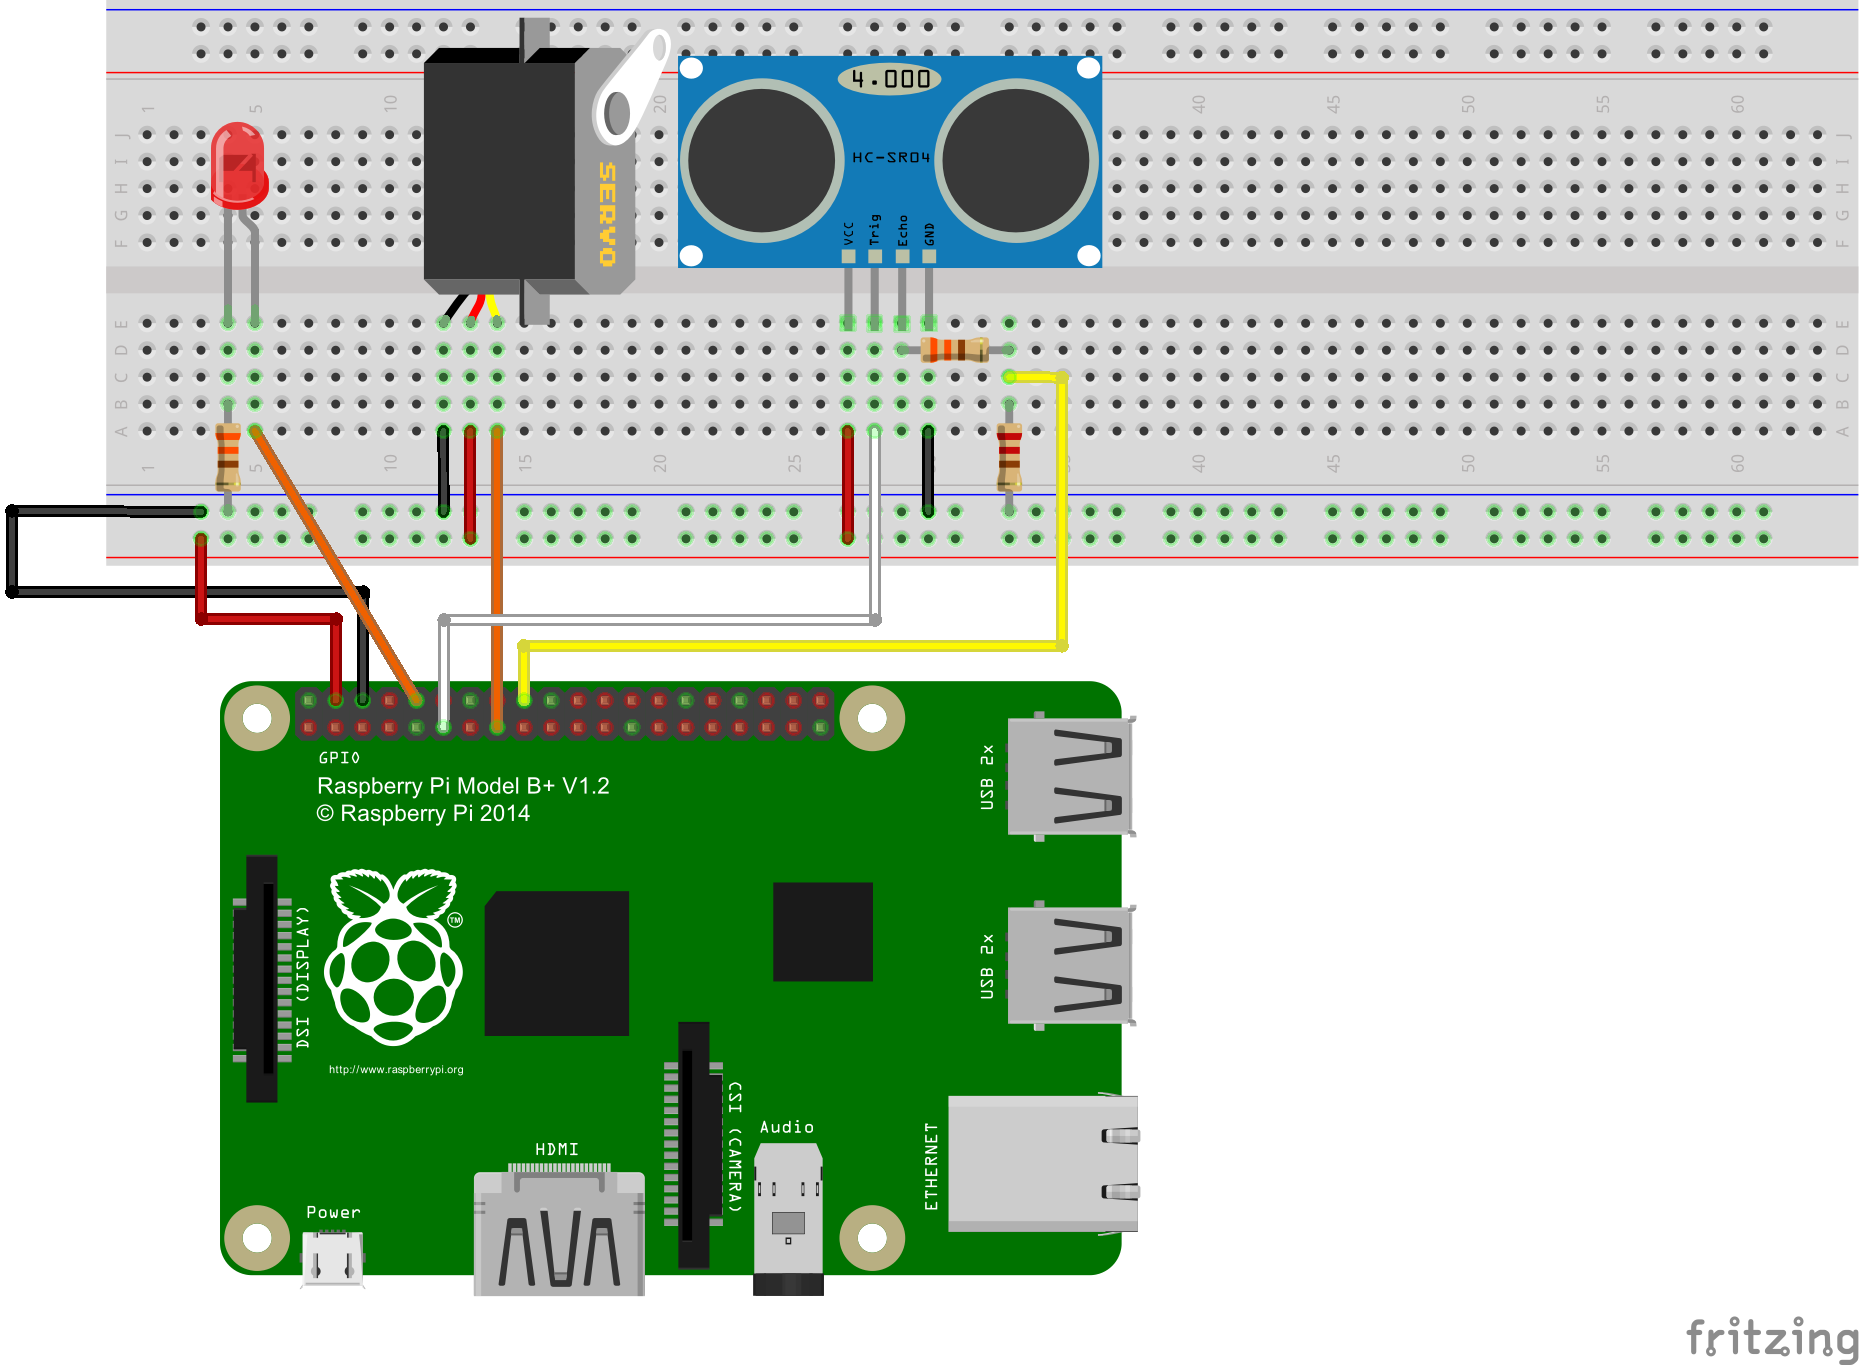 1 5 10 20 40 45 50 55 60
J J
I I
H H
G G
F F
4.000
HC-SR04
VCC Trig Echo GND
SERVO
E E
D D
C C
B B
A A
1 5 10 15 20 25 45 50 55 60
40
GPIO
Raspberry Pi Model B+ V1.2
© Raspberry Pi 2014
TM
http://www.raspberrypi.org
DSI (DISPLAY)
CSI (CAMERA)
USB 2x
USB 2x
ETHERNET
Audio
HDMI
Power
fritzing